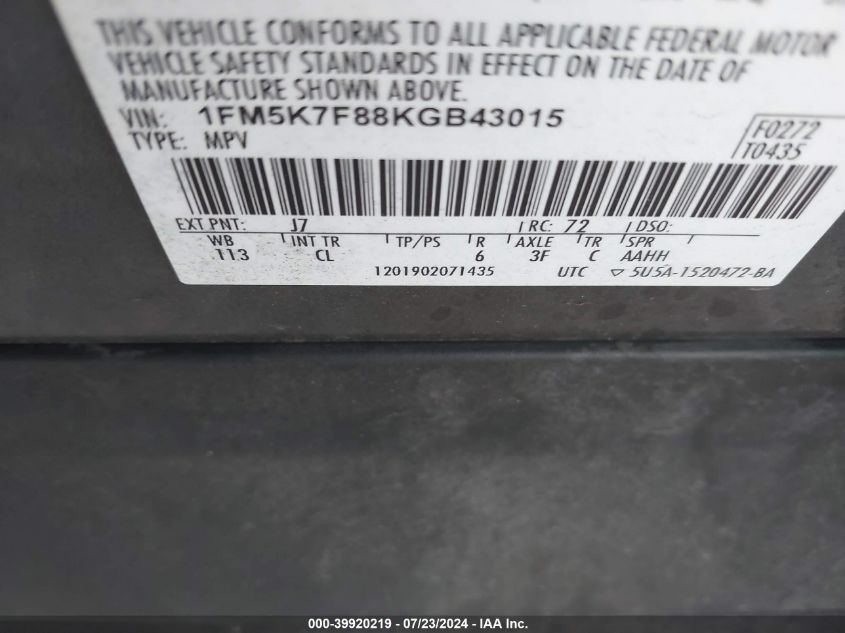 THIS VEHICLE CONFORMS TO ALL APPLICABLE FEDERAL MOTOR
VEHICLE SAFETY STANDARDS IN EFFECT ON THE DATE OF
MANUFACTURE SHOWN ABOVE.
VIN: 1FM5K7F88KGB43015
TYPE: MPV
F0272
T0435
EXT PNT: J7 RC: 72 DSO:
WB INT TR TP/PS R AXLE TR SPR
113 CL 6 3F C AAHH
1201902071435 UTC ▽ 5U5A-1520472-BA
000-39920219 - 07/23/2024 - IAA Inc.